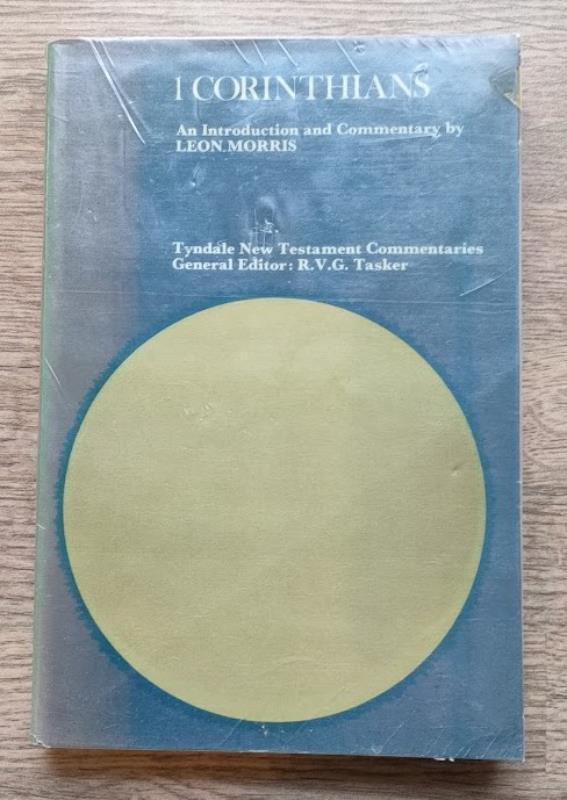 1 CORINTHIANS
An Introduction and Commentary by
LEON MORRIS
Tyndale New Testament Commentaries
General Editor: R.V.G. Tasker